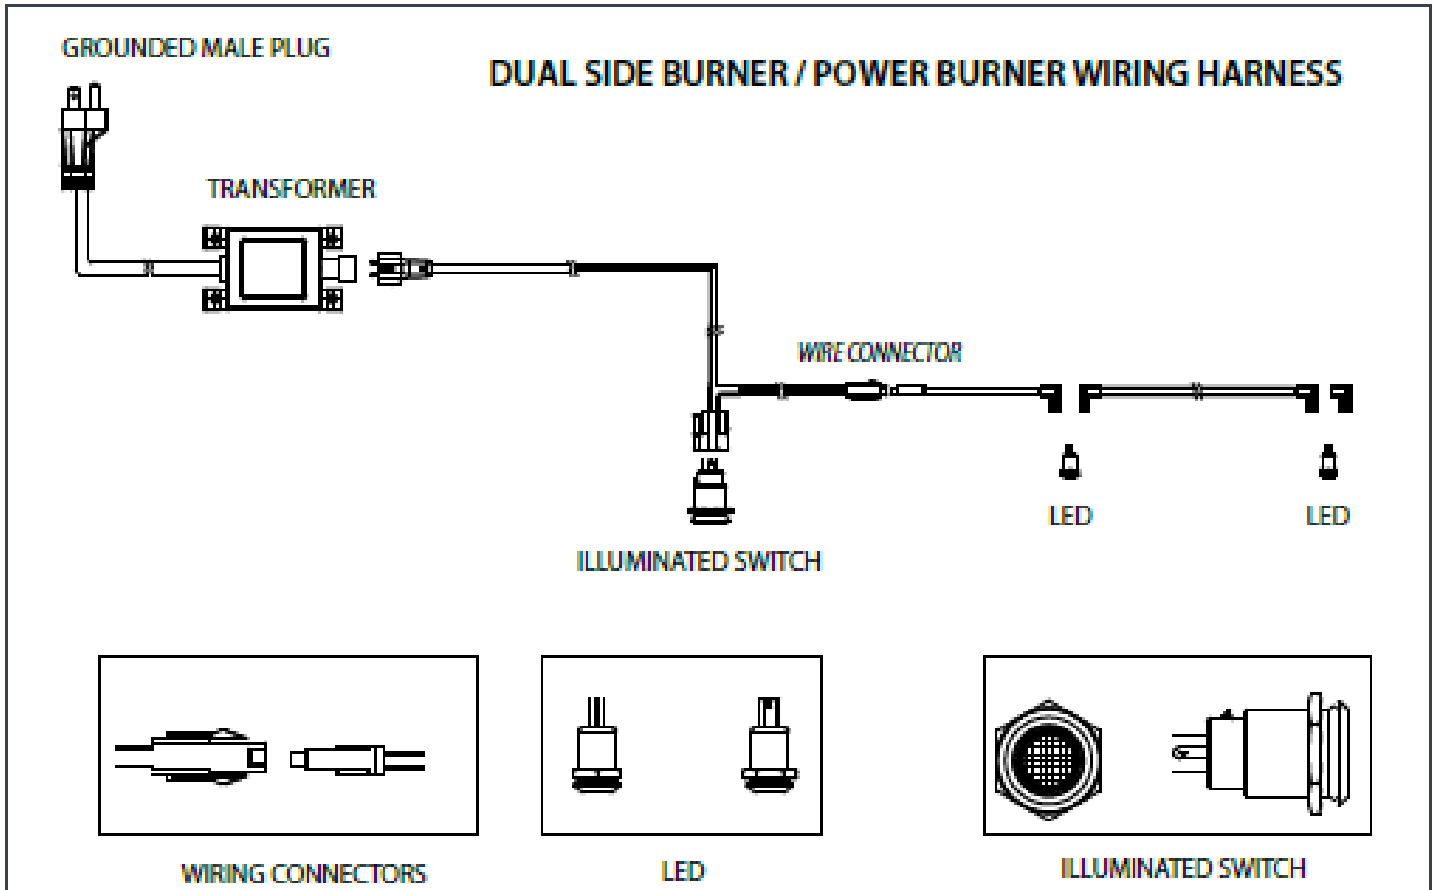 GROUNDED MALE PLUG
DUAL SIDE BURNER / POWER BURNER WIRING HARNESS
TRANSFORMER
WIRE CONNECTOR
LED
LED
ILLUMINATED SWITCH
WIRING CONNECTORS
LED
ILLUMINATED SWITCH